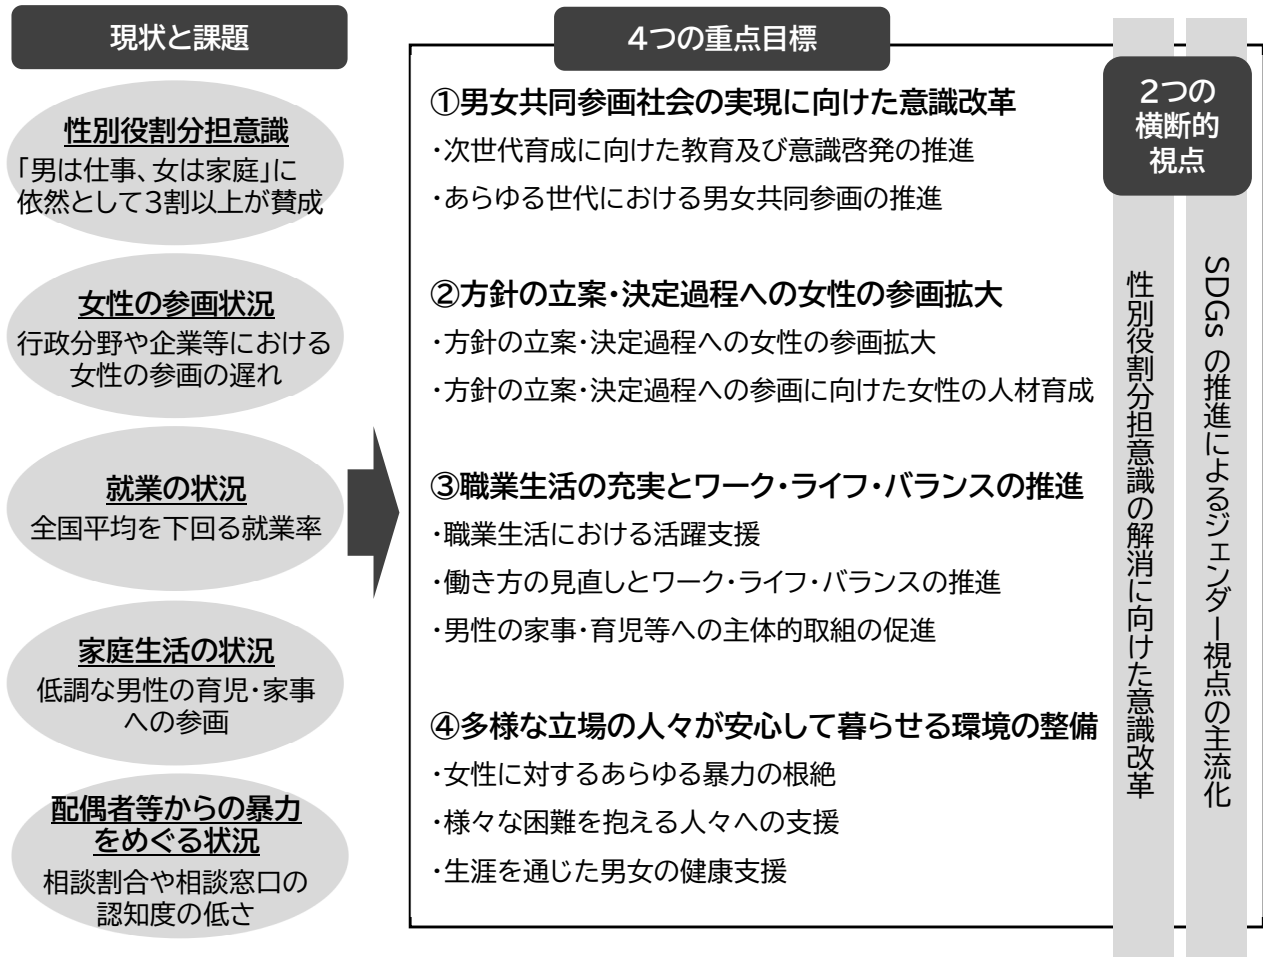 現状と課題
性別役割分担意識
「男は仕事、女は家庭」に
依然として3割以上が賛成
女性の参画状況
行政分野や企業等における
女性の参画の遅れ
就業の状況
全国平均を下回る就業率
家庭生活の状況
低調な男性の育児・家事
への参画
配偶者等からの暴力
をめぐる状況
相談割合や相談窓口の
認知度の低さ
4つの重点目標
①男女共同参画社会の実現に向けた意識改革
・次世代育成に向けた教育及び意識啓発の推進
・あらゆる世代における男女共同参画の推進
②方針の立案・決定過程への女性の参画拡大
・方針の立案・決定過程への女性の参画拡大
・方針の立案・決定過程への参画に向けた女性の人材育成
③職業生活の充実とワーク・ライフ・バランスの推進
・職業生活における活躍支援
・働き方の見直しとワーク・ライフ・バランスの推進
・男性の家事・育児等への主体的取組の促進
④多様な立場の人々が安心して暮らせる環境の整備
・女性に対するあらゆる暴力の根絶
・様々な困難を抱える人々への支援
・生涯を通じた男女の健康支援
2つの
横断的
視点
性別役割分担意識の解消に向けた意識改革
SDGs の推進によるジェンダー視点の主流化